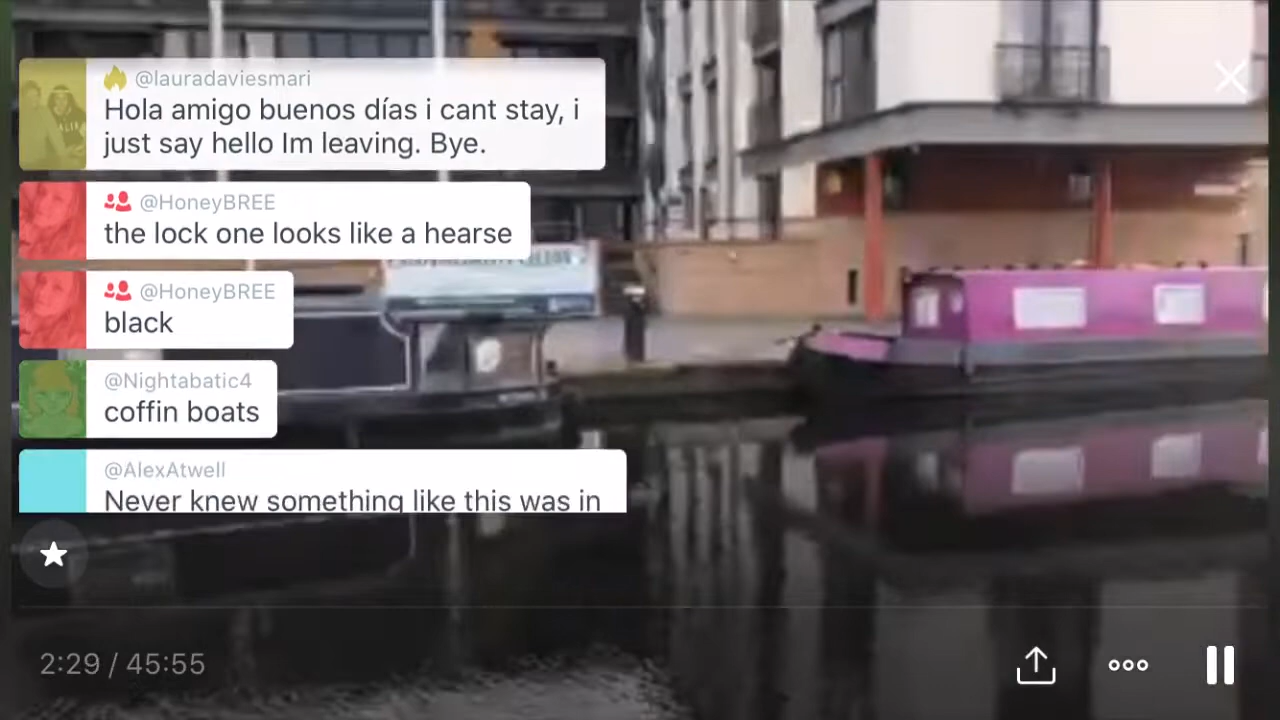 @lauradaviesmari
Hola amigo buenos días i cant stay, i
just say hello Im leaving. Bye.
@HoneyBREE
the lock one looks like a hearse
@HoneyBREE
black
@Nightabatic4
coffin boats
@AlexAtwell
Never knew something like this was in
2:29 / 45:55